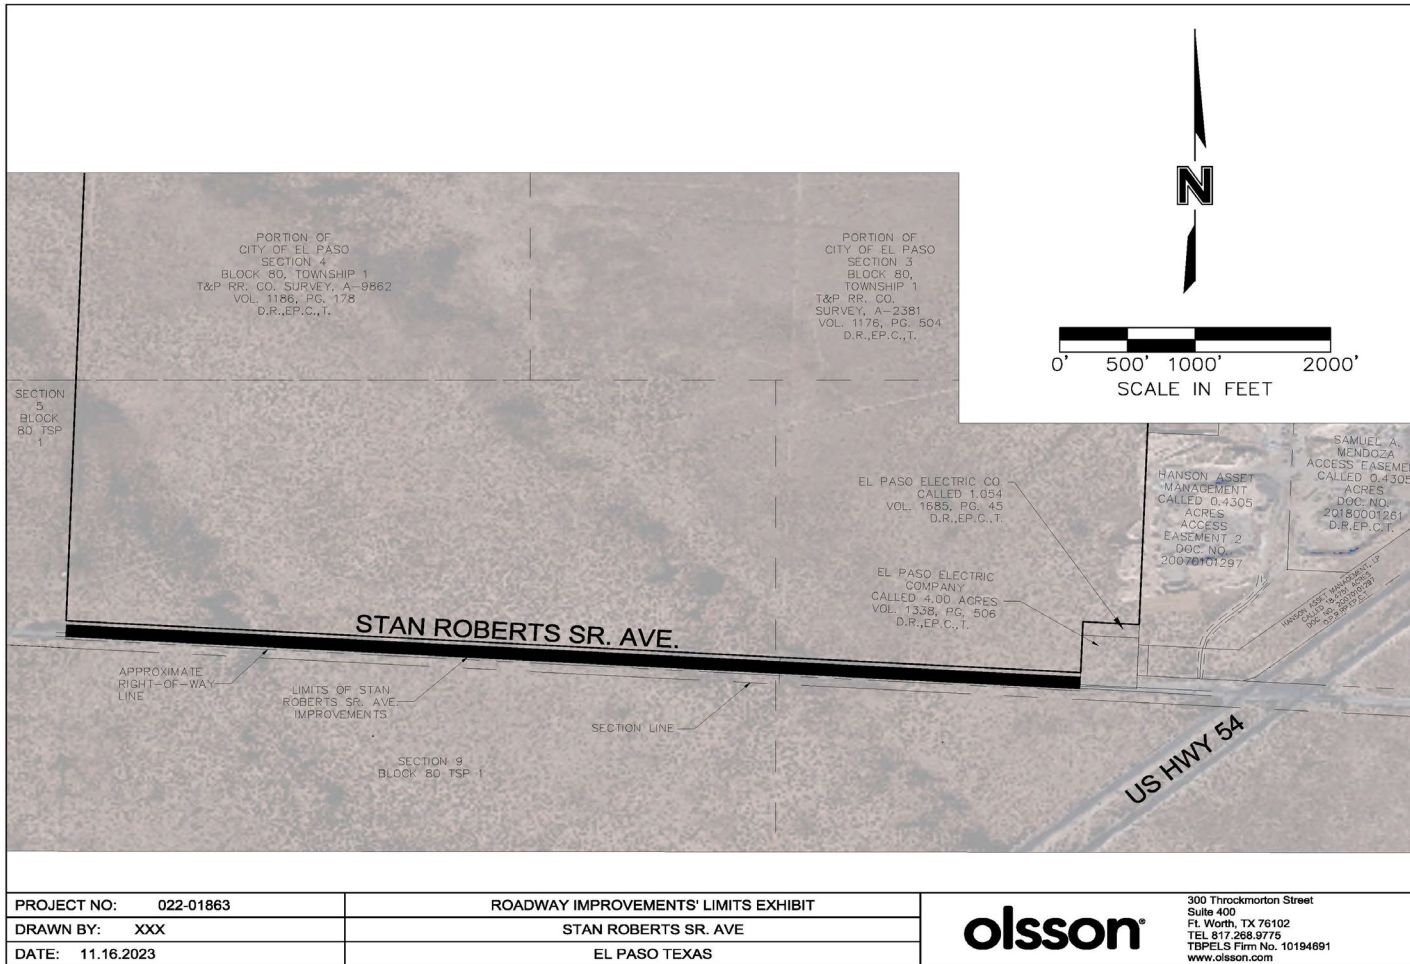 N
0' 500' 1000' 2000'
SCALE IN FEET
PORTION OF
CITY OF EL PASO
SECTION 4
BLOCK 80, TOWNSHIP 1
T&P RR. CO. SURVEY, A-9862
VOL. 1186, PG. 178
D.R.,EP.C.,T.
PORTION OF
CITY OF EL PASO
SECTION 3
BLOCK 80,
TOWNSHIP 1
T&P RR. CO.
SURVEY, A-2381
VOL. 1176, PG. 504
D.R.,EP.C.,T.
SECTION
5
BLOCK
80 TSP
1
EL PASO ELECTRIC CO.
CALLED 1.054
VOL. 1685, PG. 45
D.R.,EP.C.,T.
HANSON ASSET
MANAGEMENT
CALLED 0.4305
ACRES
ACCESS
EASEMENT 2
DOC. NO.
20070101297
SAMUEL A.
MENDOZA
ACCESS EASEME
CALLED 0.4305
ACRES
DOC. NO.
20180001261
D.R.EP.C.T.
EL PASO ELECTRIC
COMPANY
CALLED 4.00 ACRES
VOL. 1338, PG. 506
D.R.,EP.C.,T.
HANSON ASSET MANAGEMENT, LP
STAN ROBERTS SR. AVE.
APPROXIMATE
RIGHT-OF-WAY
LINE
LIMITS OF STAN
ROBERTS SR. AVE.
IMPROVEMENTS
SECTION LINE
SECTION 9
BLOCK 80 TSP 1
US HWY 54
PROJECT NO: 022-01863
DRAWN BY: XXX
DATE: 11.16.2023
ROADWAY IMPROVEMENTS' LIMITS EXHIBIT
STAN ROBERTS SR. AVE
EL PASO TEXAS
olsson®
300 Throckmorton Street
Suite 400
Ft. Worth, TX 76102
TEL 817.268.9775
TBPELS Firm No. 10194691
www.olsson.com